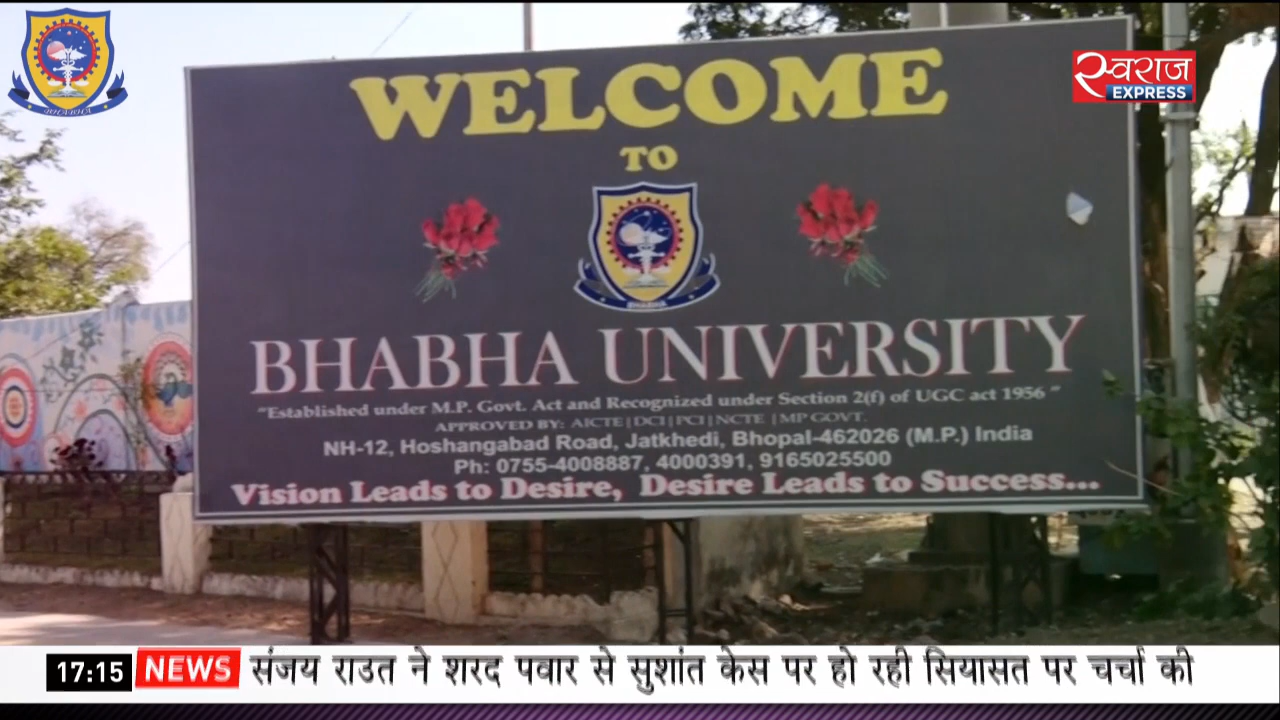 स्वराज
EXPRESS
BHABHA
WELCOME
TO
BHABHA
BHABHA UNIVERSITY
"Established under M.P. Govt. Act and Recognized under Section 2(f) of UGC act 1956 "
APPROVED BY: AICTE|DCI|PCI|NCTE |MP GOVT.
NH-12, Hoshangabad Road, Jatkhedi, Bhopal-462026 (M.P.) India
Ph: 0755-4008887, 4000391, 9165025500
Vision Leads to Desire, Desire Leads to Success...
17:15 NEWS संजय राउत ने शरद पवार से सुशांत केस पर हो रही सियासत पर चर्चा की